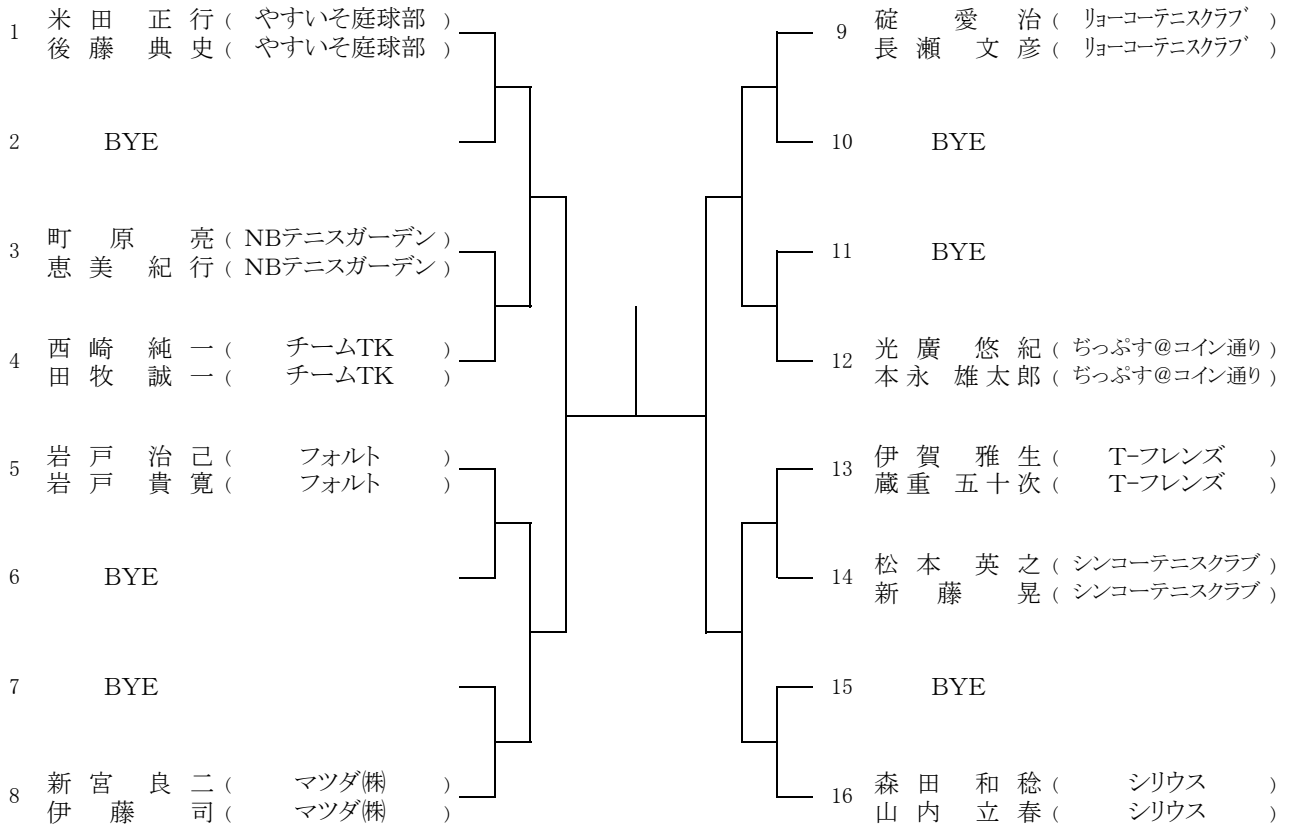 1 米田 正行 ( やすいそ庭球部 )
後藤 典史 ( やすいそ庭球部 )
2 BYE
3 町原 亮 ( NBテニスガーデン )
恵美 紀行 ( NBテニスガーデン )
4 西崎 純一 ( チームTK )
田牧 誠一 ( チームTK )
5 岩戸 治己 ( フォルト )
岩戸 貴寛 ( フォルト )
6 BYE
7 BYE
8 新宮 良二 ( マツダ㈱ )
伊藤 司 ( マツダ㈱ )
9 碇 愛治 ( リョーコーテニスクラブ )
長瀬 文彦 ( リョーコーテニスクラブ )
10 BYE
11 BYE
12 光廣 悠紀 ( ぢっぷす@コイン通り )
本永 雄太郎 ( ぢっぷす@コイン通り )
13 伊賀 雅生 ( T-フレンズ )
蔵重 五十次 ( T-フレンズ )
14 松本 英之 ( シンコーテニスクラブ )
新藤 晃 ( シンコーテニスクラブ )
15 BYE
16 森田 和稔 ( シリウス )
山内 立春 ( シリウス )